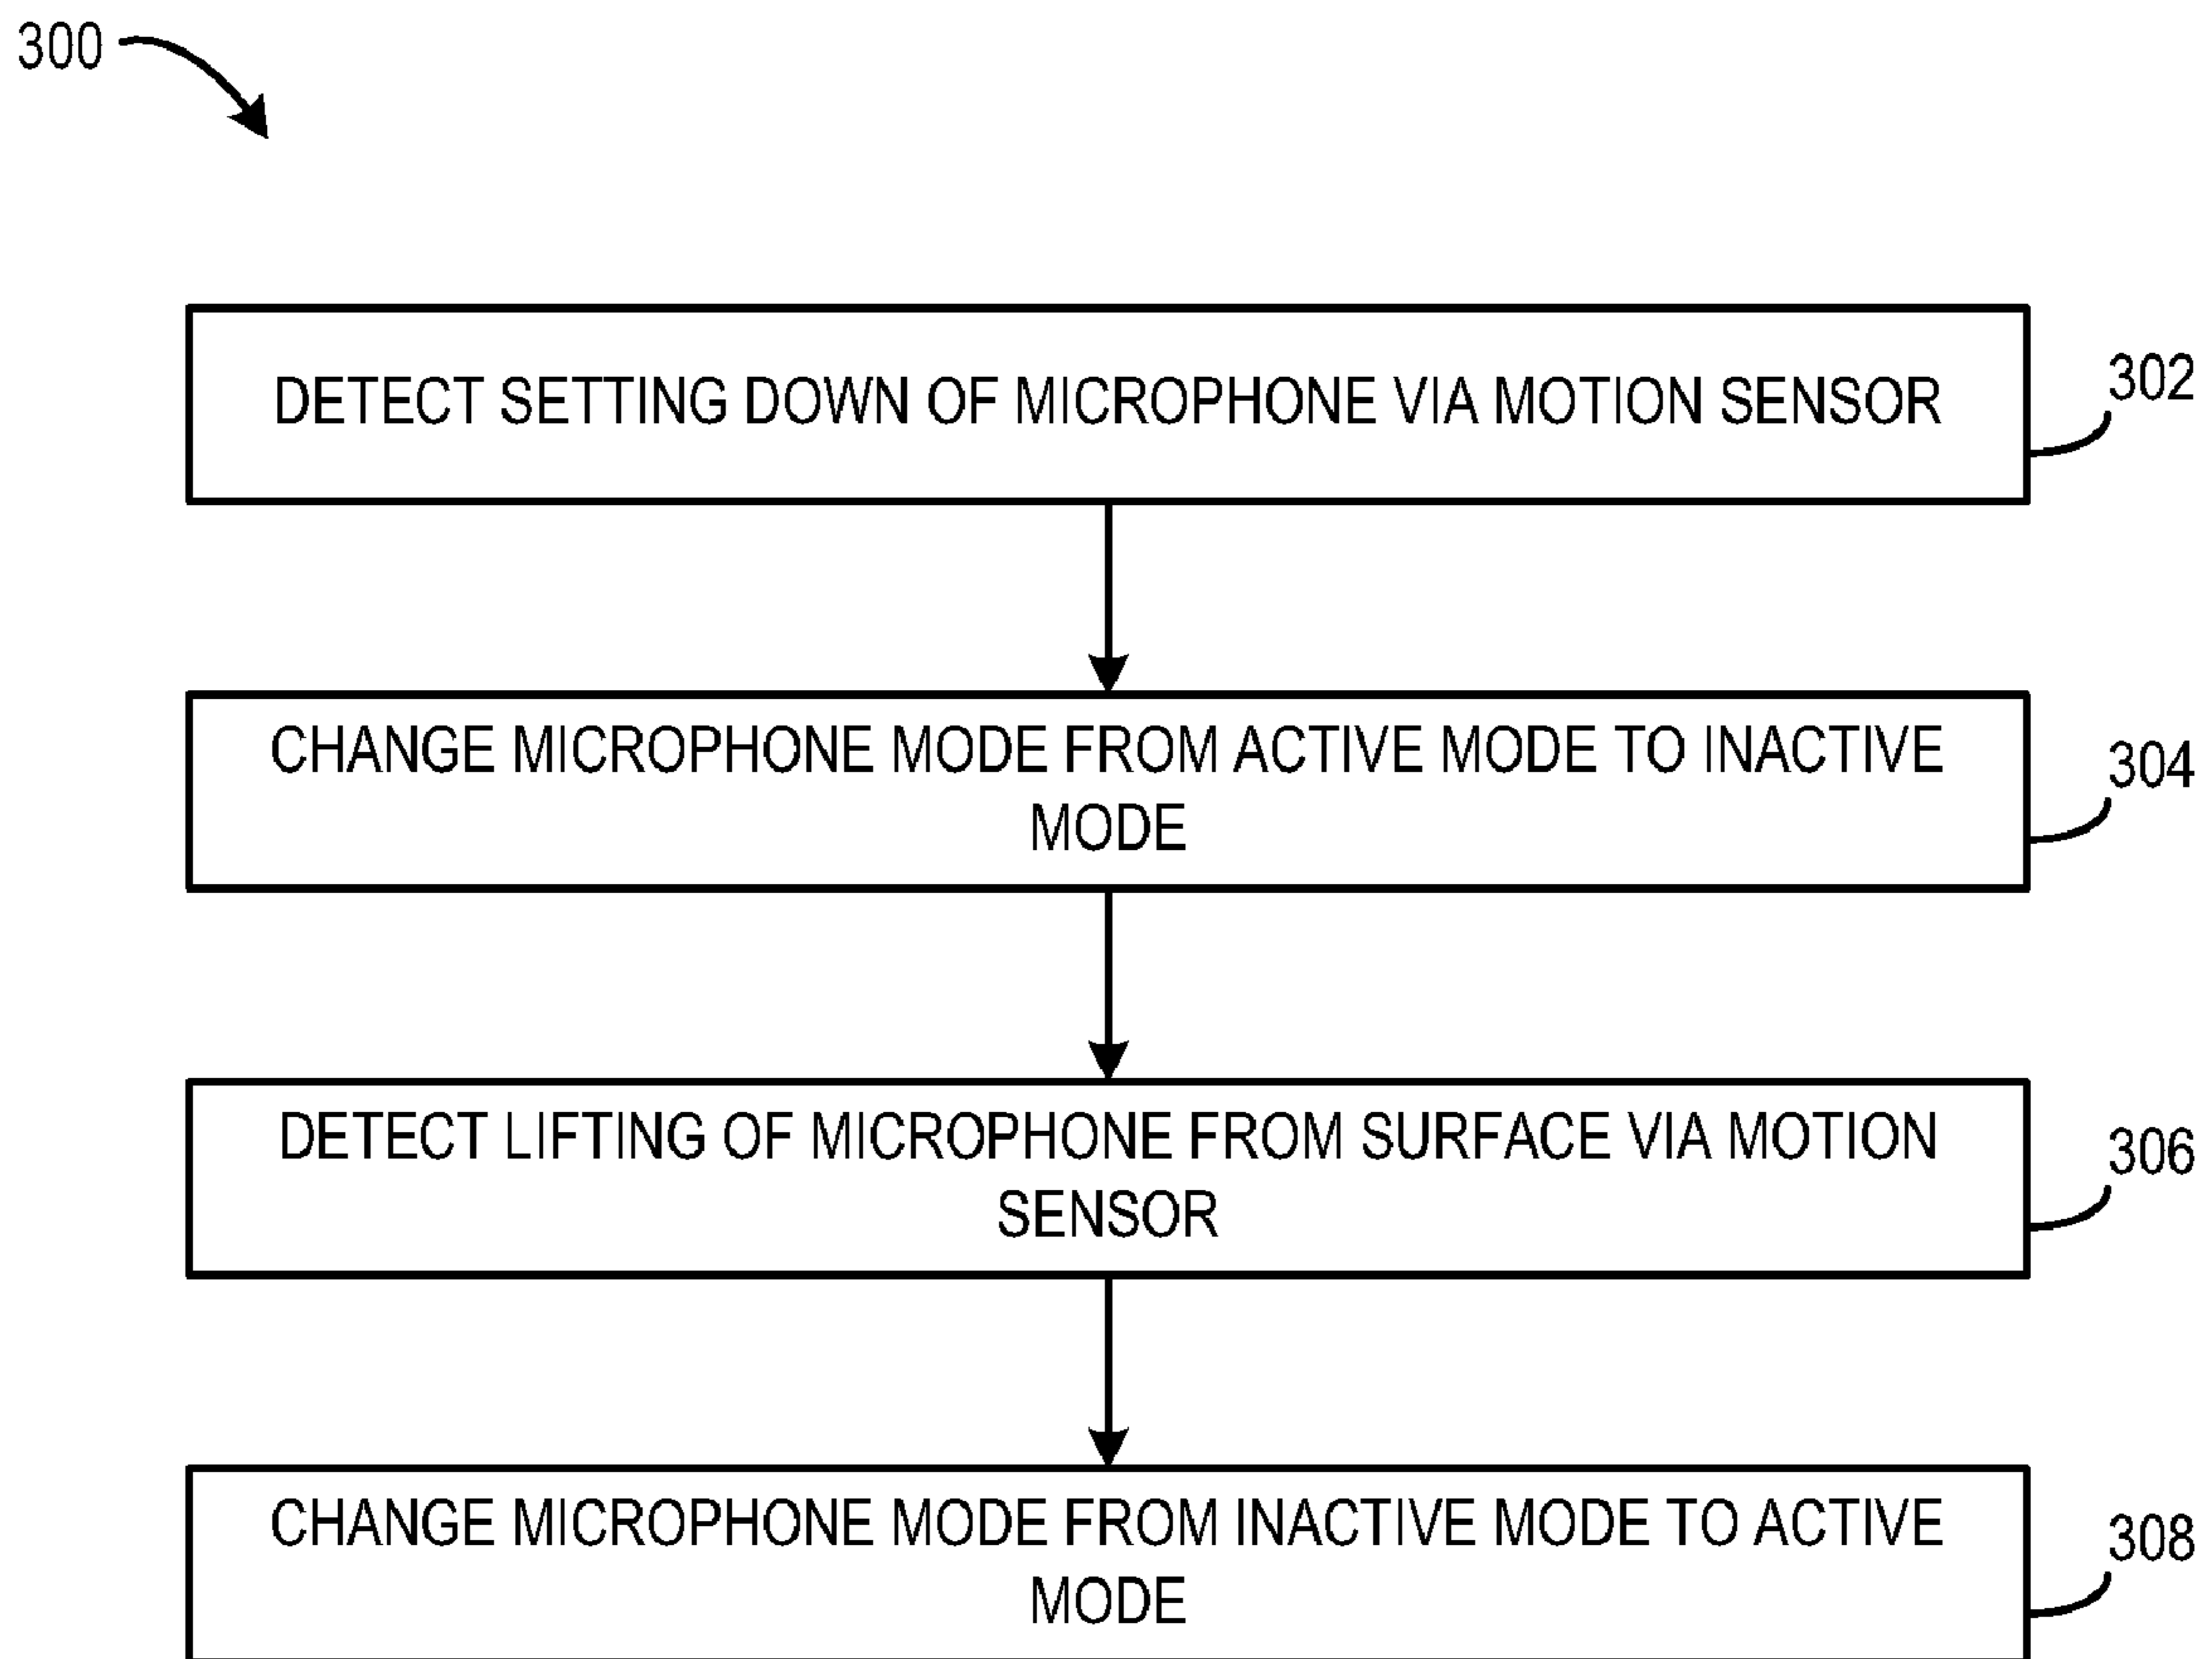 300
DETECT SETTING DOWN OF MICROPHONE VIA MOTION SENSOR
302
CHANGE MICROPHONE MODE FROM ACTIVE MODE TO INACTIVE
MODE
304
DETECT LIFTING OF MICROPHONE FROM SURFACE VIA MOTION
SENSOR
306
CHANGE MICROPHONE MODE FROM INACTIVE MODE TO ACTIVE
MODE
308